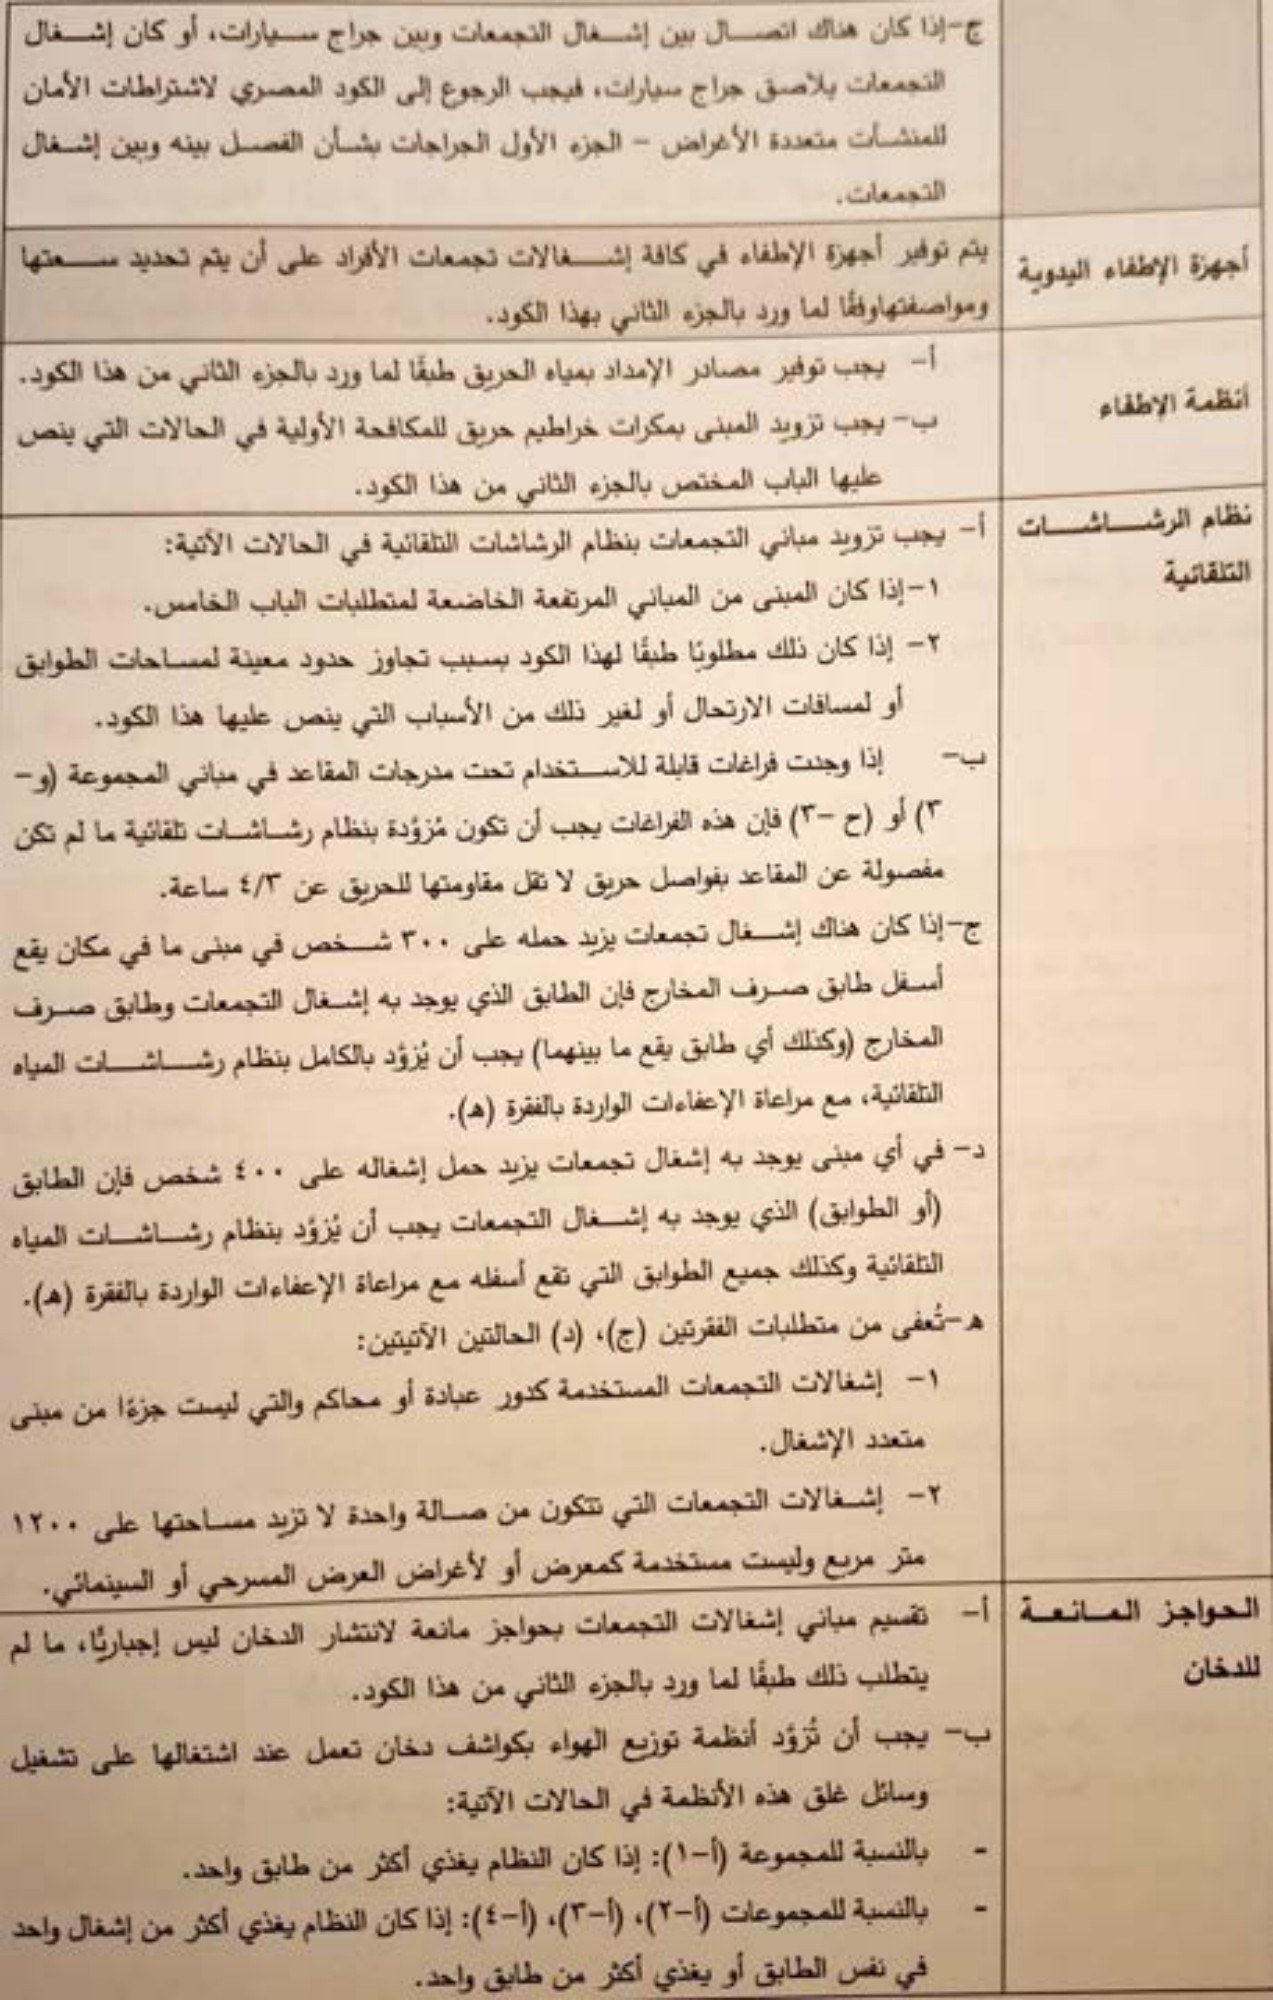 ج-إذا كان هناك اتصال بين إشغال التجمعات وبين جراج سيارات، أو كان إشغال
التجمعات يلاصق جراج سيارات، فيجب الرجوع إلى الكود المصري لاشتراطات الأمان
للمنشآت متعددة الأغراض - الجزء الأول الجراجات بشأن الفصل بينه وبين إشغال
التجمعات.
أجهزة الإطفاء اليدوية
يتم توفير أجهزة الإطفاء في كافة إشغالات تجمعات الأفراد على أن يتم تحديد سعتها
ومواصفتهاوفقًا لما ورد بالجزء الثاني بهذا الكود.
أنظمة الإطفاء
أ- يجب توفير مصادر الإمداد بمياه الحريق طبقًا لما ورد بالجزء الثاني من هذا الكود.
ب- يجب تزويد المبنى بمكرات خراطيم حريق للمكافحة الأولية في الحالات التي ينص
عليها الباب المختص بالجزء الثاني من هذا الكود.
نظام الرشاشات
التلقائية
أ- يجب تزويد مباني التجمعات بنظام الرشاشات التلقائية في الحالات الآتية:
١-إذا كان المبنى من المباني المرتفعة الخاضعة لمتطلبات الباب الخامس.
٢- إذا كان ذلك مطلوبًا طبقًا لهذا الكود بسبب تجاوز حدود معينة لمساحات الطوابق
أو لمسافات الارتحال أو لغير ذلك من الأسباب التي ينص عليها هذا الكود.
ب- إذا وجدت فراغات قابلة للاستخدام تحت مدرجات المقاعد في مباني المجموعة (و-
٣) أو (ح -٣) فإن هذه الفراغات يجب أن تكون مُزوّدة بنظام رشاشات تلقائية ما لم تكن
مفصولة عن المقاعد بفواصل حريق لا تقل مقاومتها للحريق عن ٤/٣ ساعة.
ج-إذا كان هناك إشغال تجمعات يزيد حمله على ٣٠٠ شخص في مبنى ما في مكان يقع
أسفل طابق صرف المخارج فإن الطابق الذي يوجد به إشغال التجمعات وطابق صرف
المخارج (وكذلك أي طابق يقع ما بينهما) يجب أن يُزوّد بالكامل بنظام رشاشات المياه
التلقائية، مع مراعاة الإعفاءات الواردة بالفقرة (ه).
د- في أي مبنى يوجد به إشغال تجمعات يزيد حمل إشغاله على ٤٠٠ شخص فإن الطابق
(أو الطوابق) الذي يوجد به إشغال التجمعات يجب أن يُزوّد بنظام رشاشات المياه
التلقائية وكذلك جميع الطوابق التي تقع أسفله مع مراعاة الإعفاءات الواردة بالفقرة (ه).
ه-تُعفى من متطلبات الفقرتين (ج)، (د) الحالتين الآتيتين:
١- إشغالات التجمعات المستخدمة كدور عبادة أو محاكم والتي ليست جزءًا من مبنى
متعدد الإشغال.
٢- إشغالات التجمعات التي تتكون من صالة واحدة لا تزيد مساحتها على ١٢٠٠
متر مربع وليست مستخدمة كمعرض أو لأغراض العرض المسرحي أو السينمائي.
الحواجز المانعة
للدخان
أ- تقسيم مباني إشغالات التجمعات بحواجز مانعة لانتشار الدخان ليس إجباريًا، ما لم
يتطلب ذلك طبقًا لما ورد بالجزء الثاني من هذا الكود.
ب- يجب أن تُزوّد أنظمة توزيع الهواء بكواشف دخان تعمل عند اشتغالها على تشغيل
وسائل غلق هذه الأنظمة في الحالات الآتية:
- بالنسبة للمجموعة (أ-١): إذا كان النظام يغذي أكثر من طابق واحد.
- بالنسبة للمجموعات (أ-٢)، (أ-٣)، (أ-٤): إذا كان النظام يغذي أكثر من إشغال واحد
في نفس الطابق أو يغذي أكثر من طابق واحد.